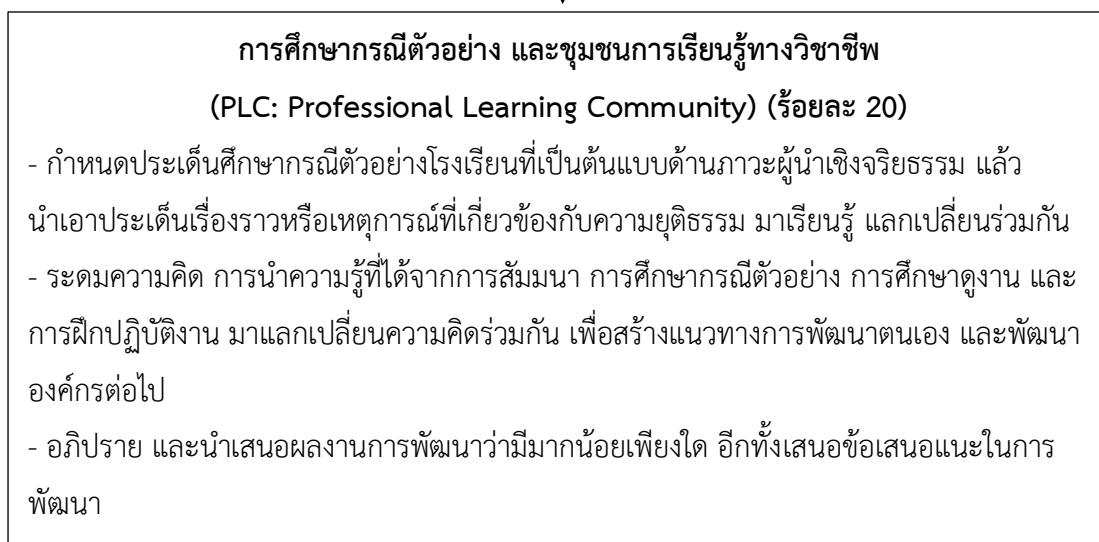 การศึกษากรณีตัวอย่าง และชุมชนการเรียนรู้ทางวิชาชีพ
(PLC: Professional Learning Community) (ร้อยละ 20)
- กำหนดประเด็นศึกษากรณีตัวอย่างโรงเรียนที่เป็นต้นแบบด้านภาวะผู้นำเชิงจริยธรรม แล้ว
นำเอาประเด็นเรื่องราวหรือเหตุการณ์ที่เกี่ยวข้องกับความยุติธรรม มาเรียนรู้ แลกเปลี่ยนร่วมกัน
- ระดมความคิด การนำความรู้ที่ได้จากการสัมมนา การศึกษากรณีตัวอย่าง การศึกษาดูงาน และ
การฝึกปฏิบัติงาน มาแลกเปลี่ยนความคิดร่วมกัน เพื่อสร้างแนวทางการพัฒนาตนเอง และพัฒนา
องค์กรต่อไป
- อภิปราย และนำเสนอผลงานการพัฒนาว่ามีมากน้อยเพียงใด อีกทั้งเสนอข้อเสนอแนะในการ
พัฒนา